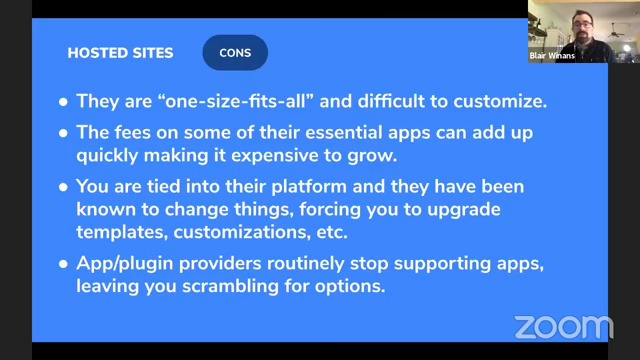 HOSTED SITES CONS
Blair Winans
● They are “one-size-fits-all” and difficult to customize.
● The fees on some of their essential apps can add up
quickly making it expensive to grow.
● You are tied into their platform and they have been
known to change things, forcing you to upgrade
templates, customizations, etc.
● App/plugin providers routinely stop supporting apps,
leaving you scrambling for options.
zoom